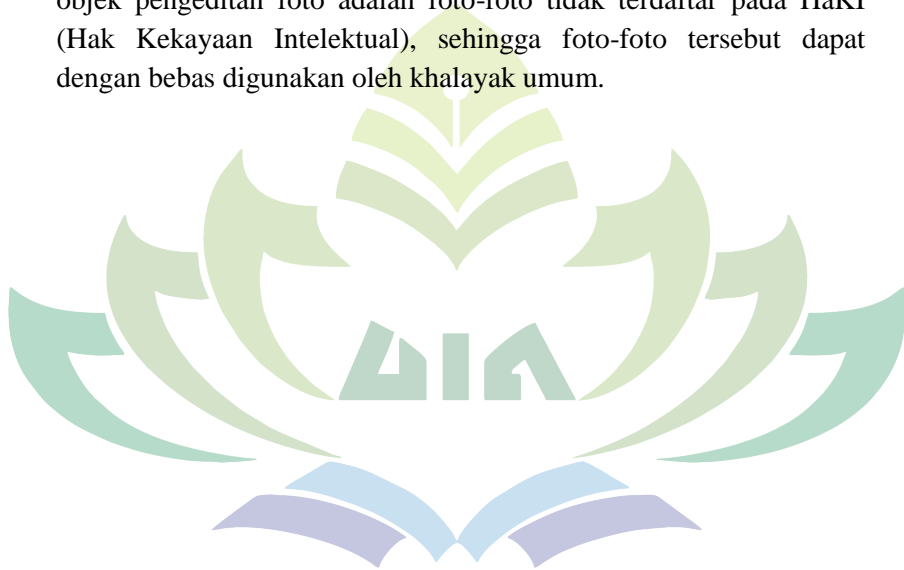 objek pengeditan foto adalah foto-foto tidak terdaftar pada HaKI
(Hak Kekayaan Intelektual), sehingga foto-foto tersebut dapat
dengan bebas digunakan oleh khalayak umum.
UIN